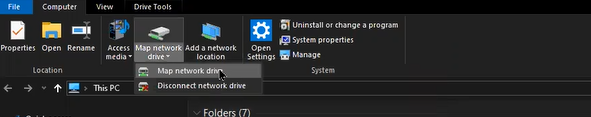 File
Computer
View
Drive Tools
Properties
Open
Rename
Access media
Map network drive
Add a network location
Open Settings
Uninstall or change a program
System properties
Manage
Location
System
Map network drive
Disconnect network drive
This PC
Folders (7)